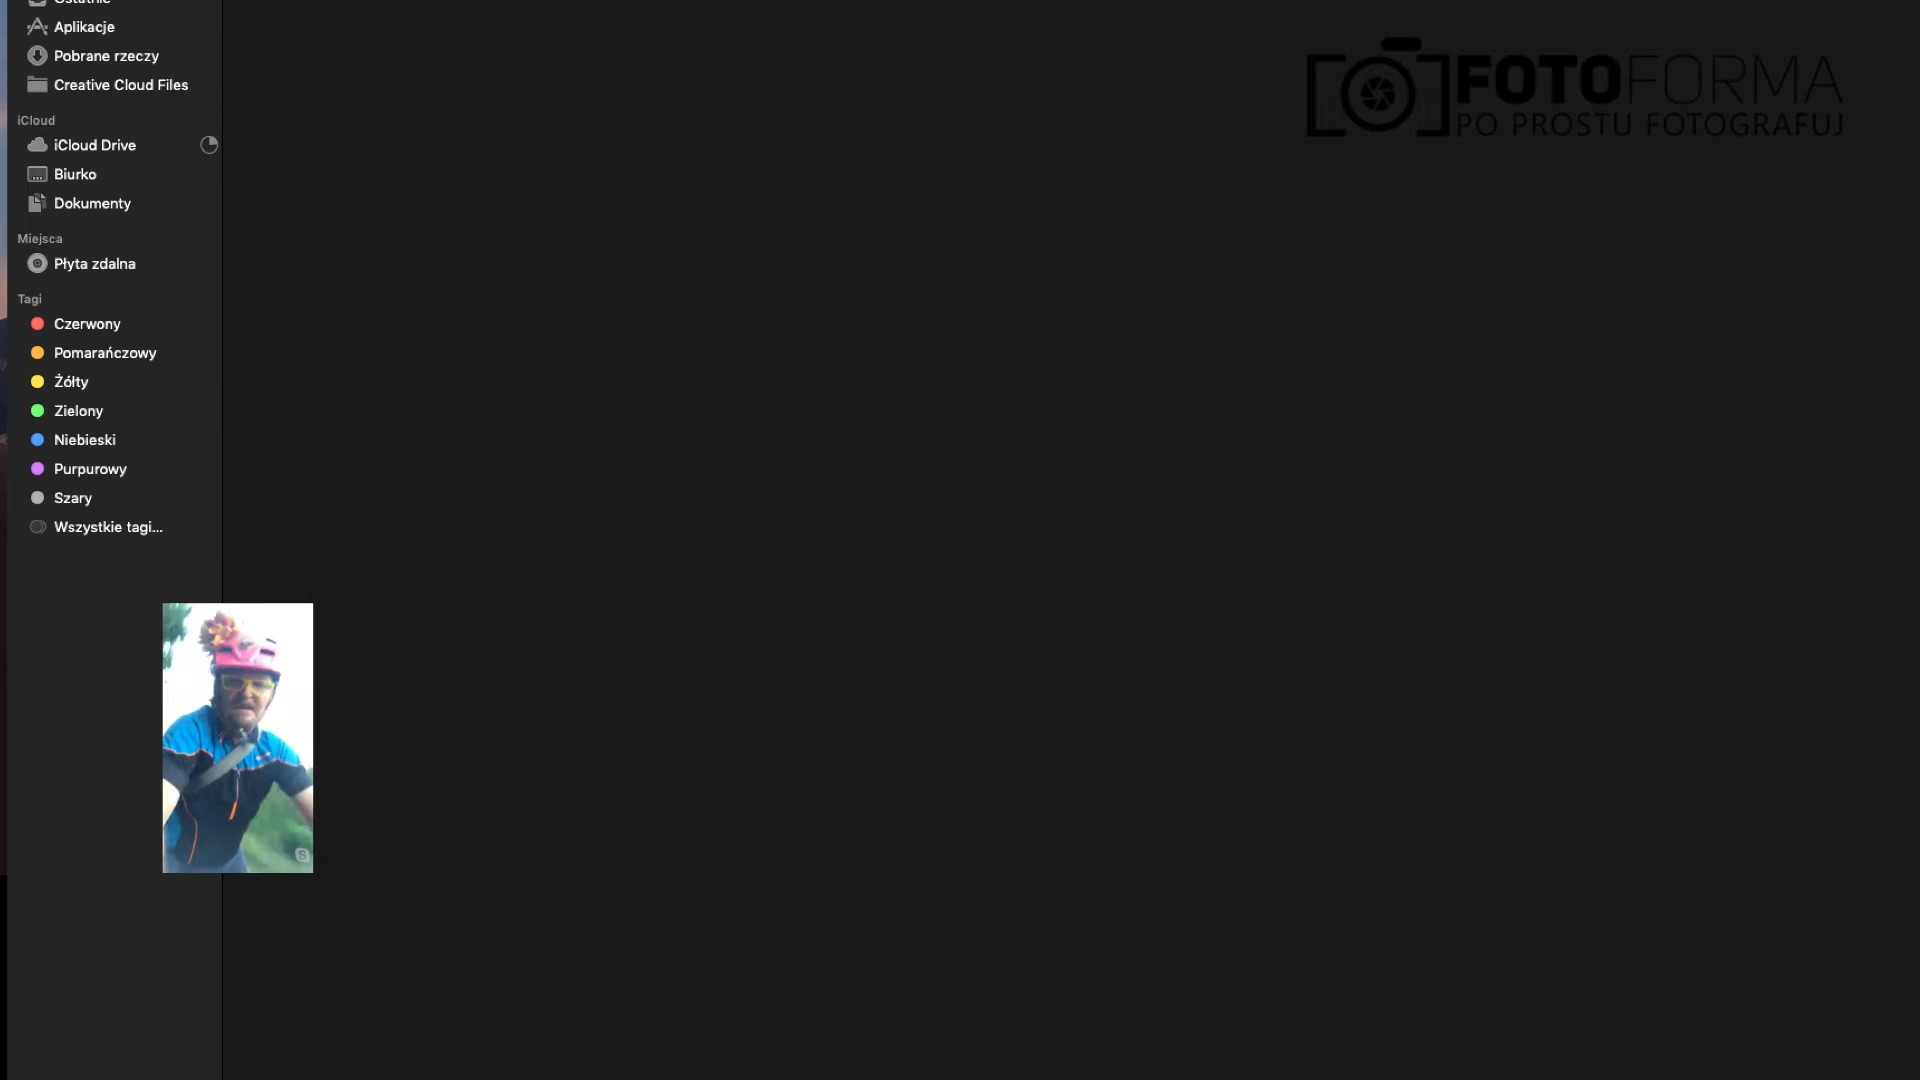 Ostatnie
Aplikacje
Pobrane rzeczy
Creative Cloud Files
iCloud
iCloud Drive
Biurko
Dokumenty
Miejsca
Płyta zdalna
Tagi
Czerwony
Pomarańczowy
Żółty
Zielony
Niebieski
Purpurowy
Szary
Wszystkie tagi...
FOTOFORMA
PO PROSTU FOTOGRAFUJ
S